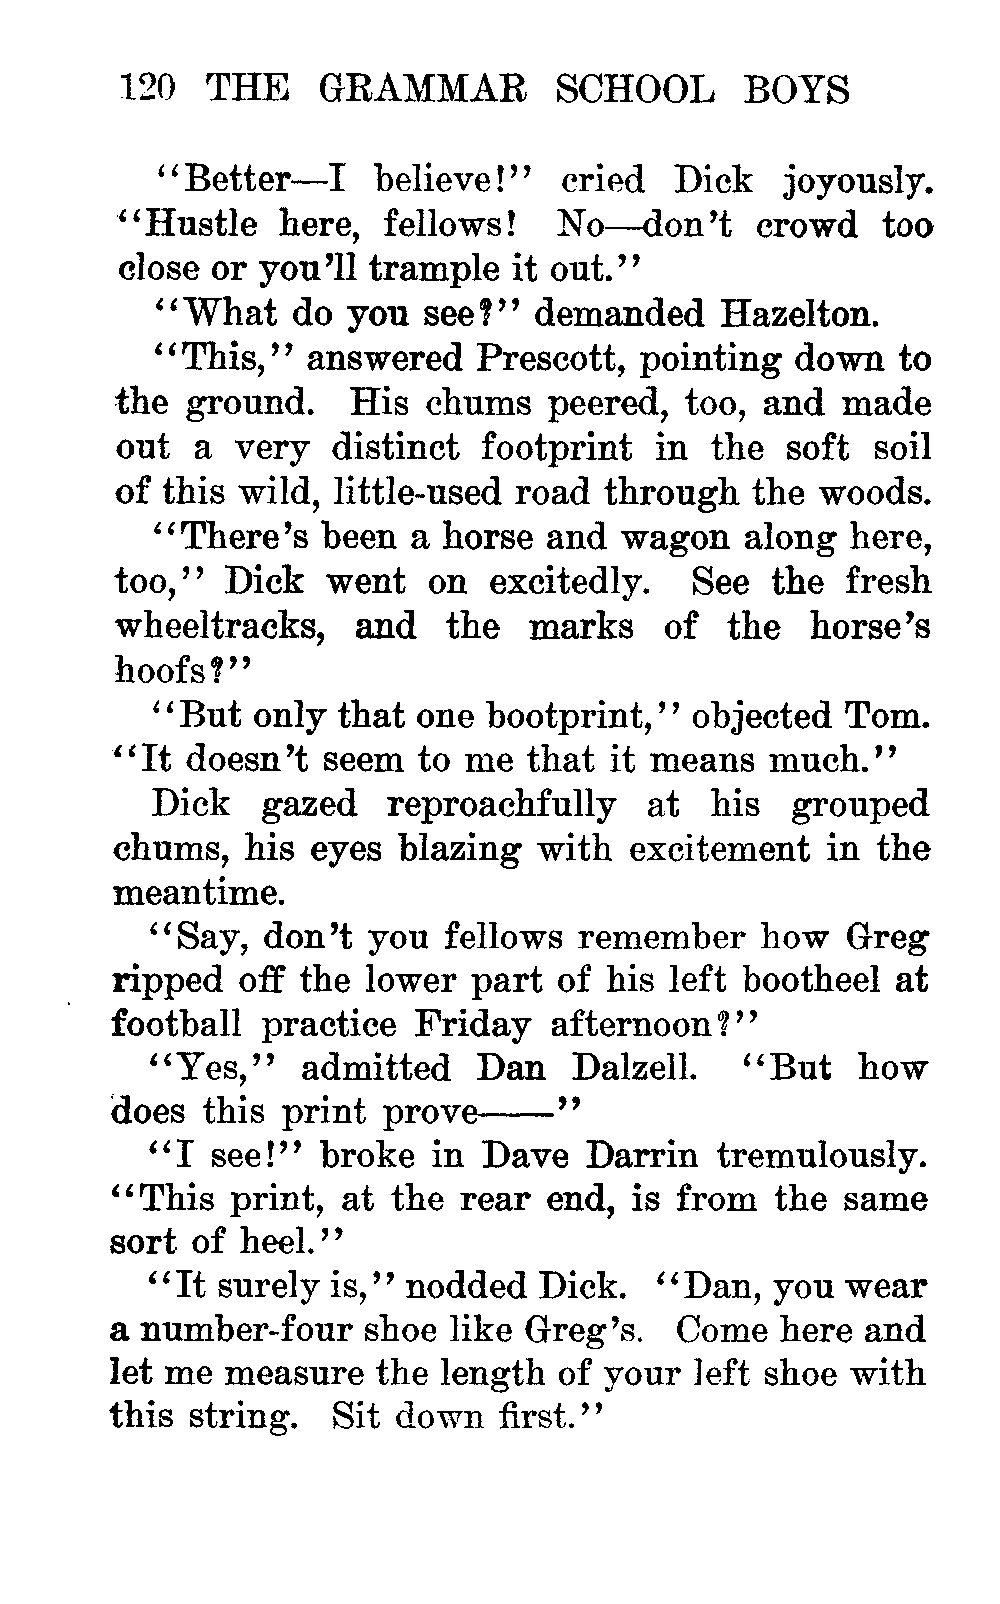 120 THE GRAMMAR SCHOOL BOYS
“Better—I believe!” cried Dick joyously.
“Hustle here, fellows! No—don’t crowd too
close or you’ll trample it out.”
“What do you see?” demanded Hazelton.
“This,” answered Prescott, pointing down to
the ground. His chums peered, too, and made
out a very distinct footprint in the soft soil
of this wild, little-used road through the woods.
“There’s been a horse and wagon along here,
too,” Dick went on excitedly. See the fresh
wheeltracks, and the marks of the horse’s
hoofs?”
“But only that one bootprint,” objected Tom.
“It doesn’t seem to me that it means much.”
Dick gazed reproachfully at his grouped
chums, his eyes blazing with excitement in the
meantime.
“Say, don’t you fellows remember how Greg
ripped off the lower part of his left bootheel at
football practice Friday afternoon?”
“Yes,” admitted Dan Dalzell. “But how
does this print prove——”
“I see!” broke in Dave Darrin tremulously.
“This print, at the rear end, is from the same
sort of heel.”
“It surely is,” nodded Dick. “Dan, you wear
a number-four shoe like Greg’s. Come here and
let me measure the length of your left shoe with
this string. Sit down first.”